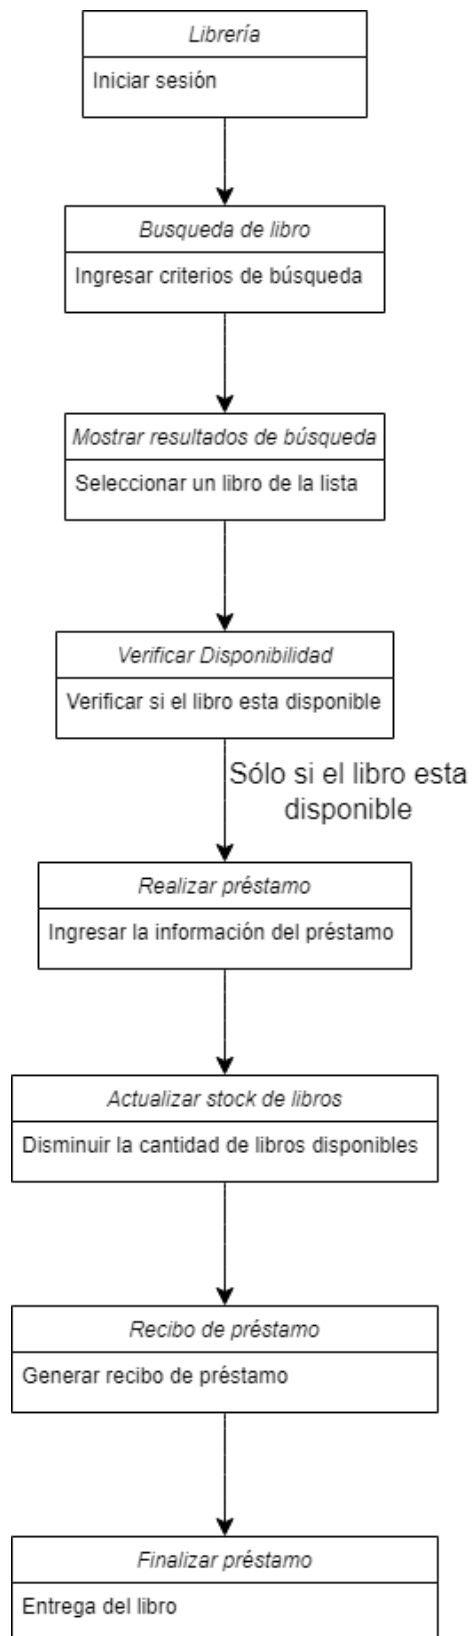 Librería
Iniciar sesión
Busqueda de libro
Ingresar criterios de búsqueda
Mostrar resultados de búsqueda
Seleccionar un libro de la lista
Verificar Disponibilidad
Verificar si el libro esta disponible
Sólo si el libro esta
disponible
Realizar préstamo
Ingresar la información del préstamo
Actualizar stock de libros
Disminuir la cantidad de libros disponibles
Recibo de préstamo
Generar recibo de préstamo
Finalizar préstamo
Entrega del libro